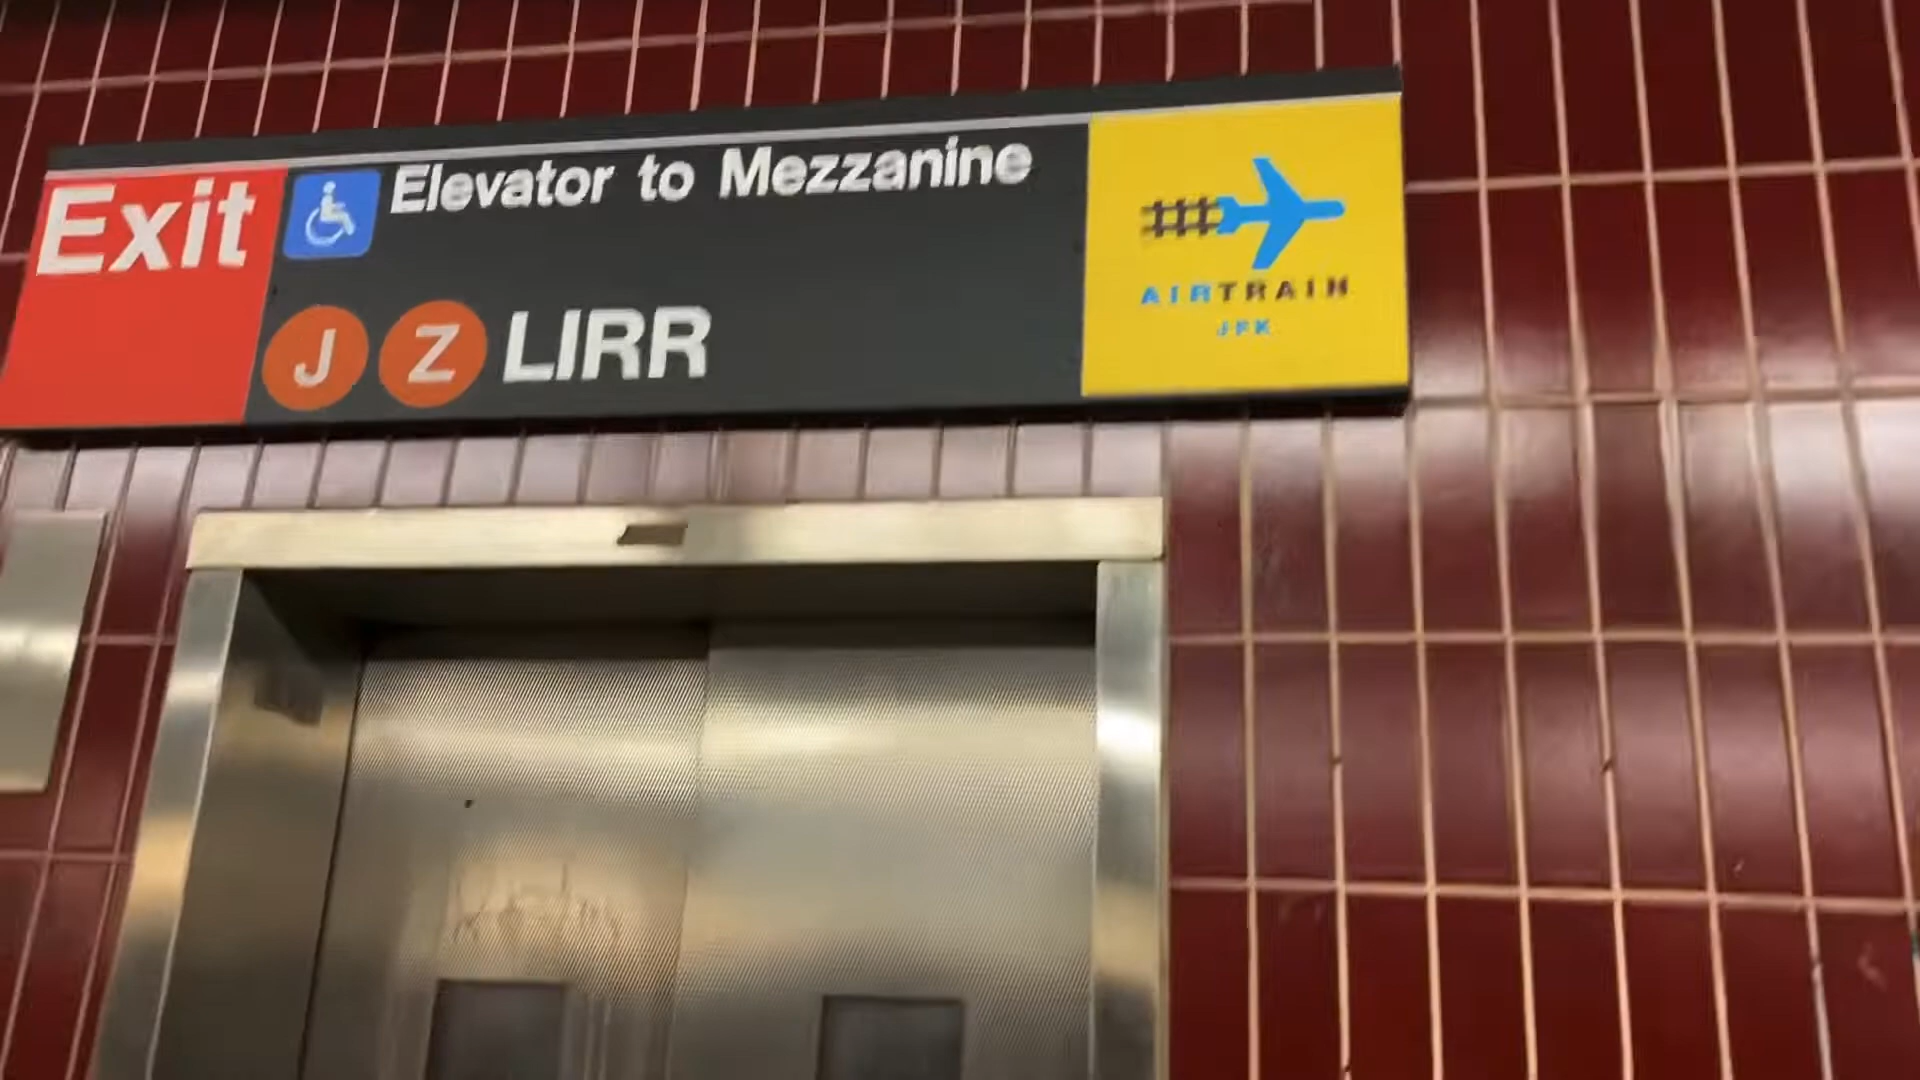 Exit
Elevator to Mezzanine
J Z LIRR
AIRTRAIN
JFK